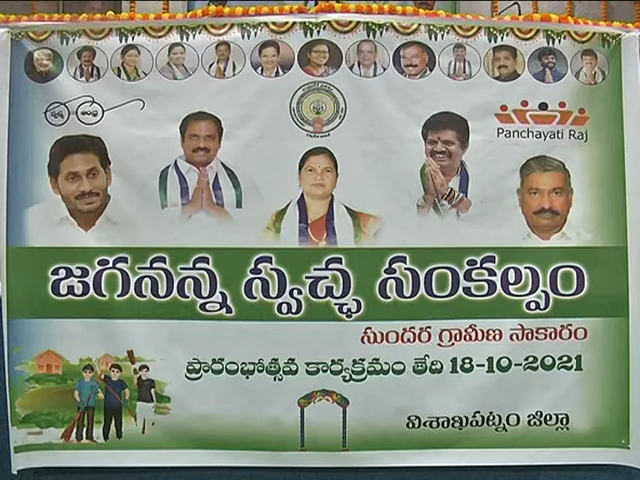 స్వచ్ఛ ఆంధ్ర
Panchayati Raj
జగనన్న స్వచ్ఛ సంకల్పం
సుందర గ్రామీణ సాకారం
ప్రారంభోత్సవ కార్యక్రమం తేది 18-10-2021
విశాఖపట్నం జిల్లా